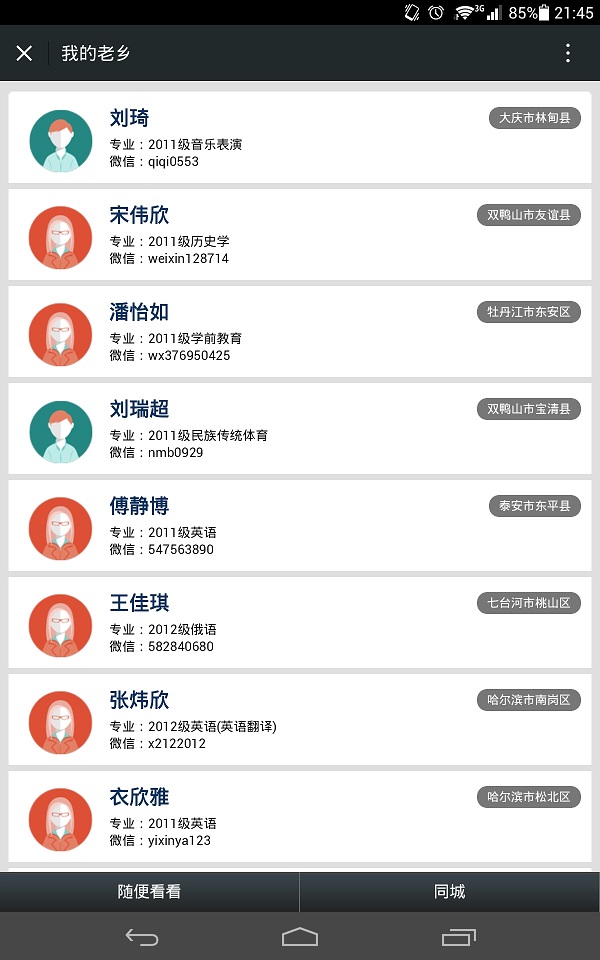 3G 85% 21:45
我的老乡
刘琦 大庆市林甸县
专业：2011级音乐表演
微信：qiqi0553
宋伟欣 双鸭山市友谊县
专业：2011级历史学
微信：weixin128714
潘怡如 牡丹江市东安区
专业：2011级学前教育
微信：wx376950425
刘瑞超 双鸭山市宝清县
专业：2011级民族传统体育
微信：nmb0929
傅静博 泰安市东平县
专业：2011级英语
微信：547563890
王佳琪 七台河市桃山区
专业：2012级俄语
微信：582840680
张炜欣 哈尔滨市南岗区
专业：2012级英语(英语翻译)
微信：x2122012
衣欣雅 哈尔滨市松北区
专业：2011级英语
微信：yixinya123
随便看看 同城